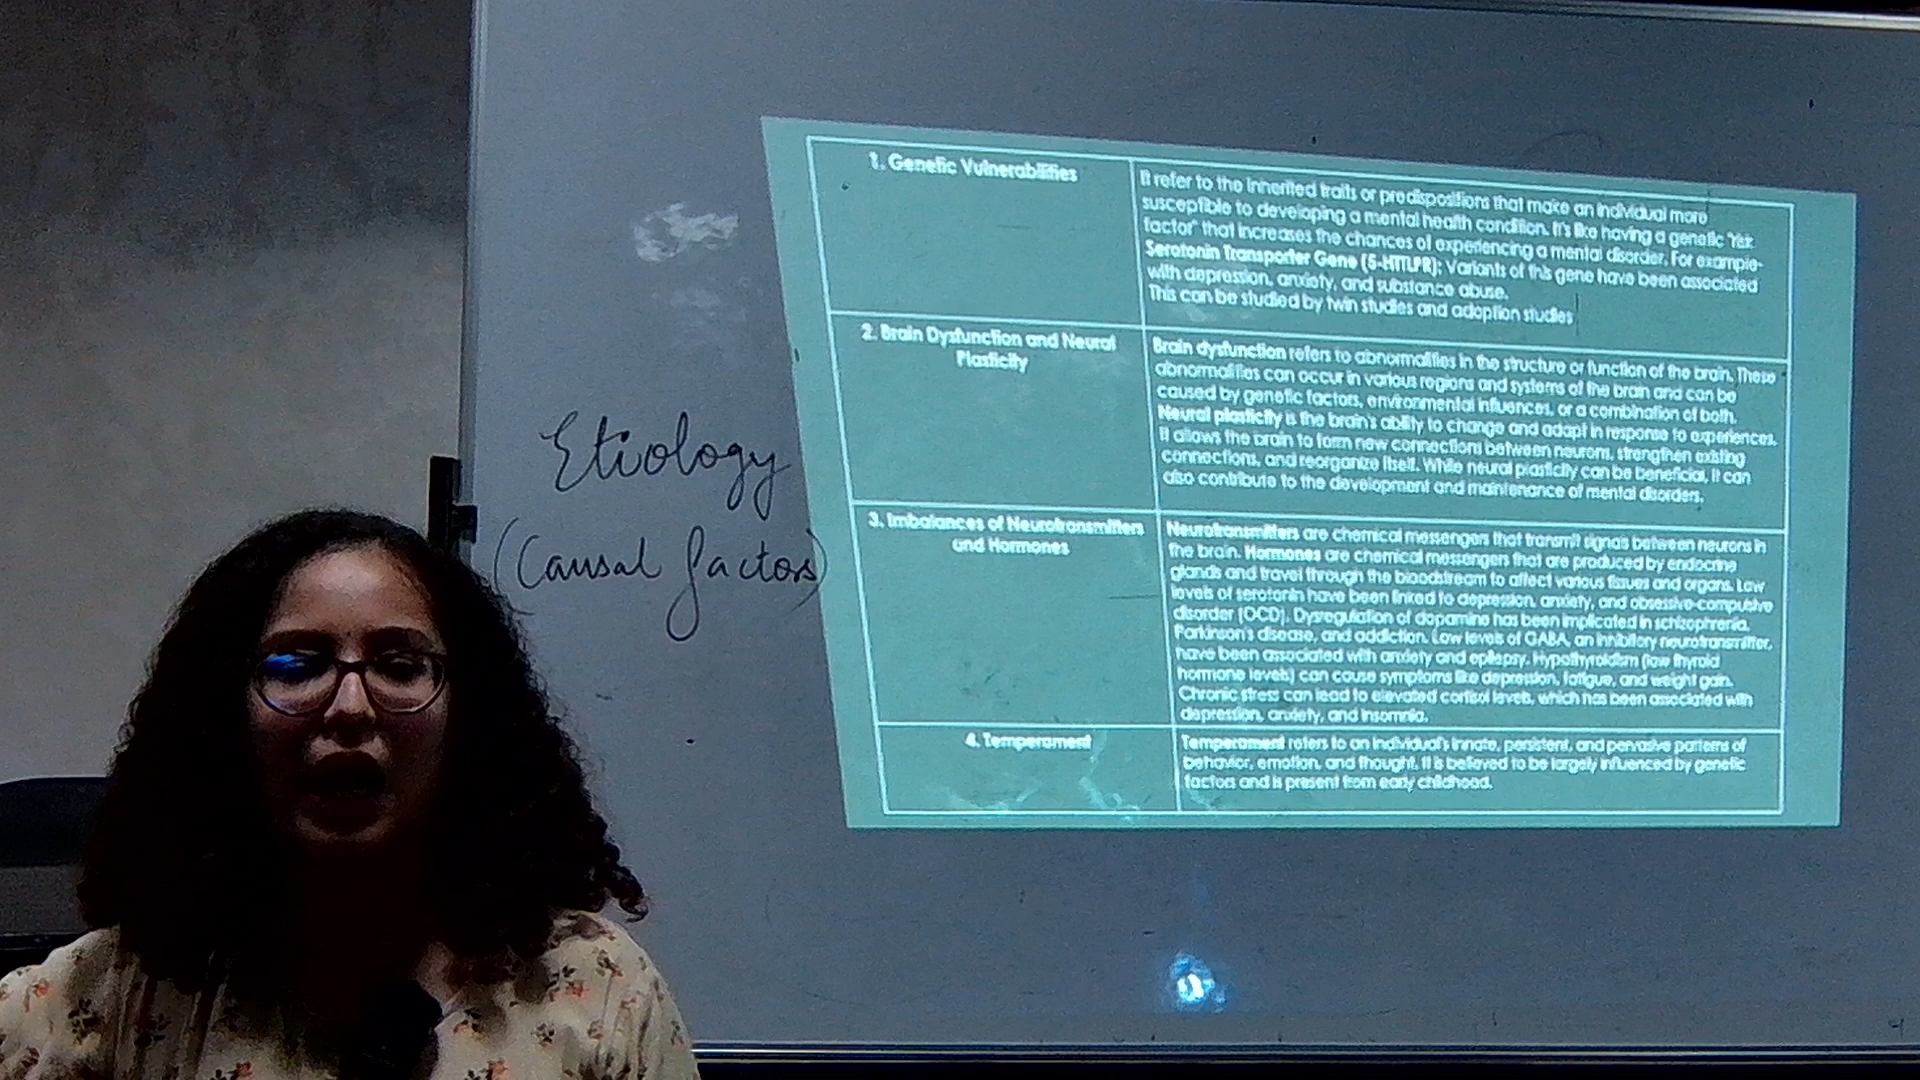 Etiology
(Causal factors)
1. Genetic Vulnerabilities
It refer to the inherited traits or predispositions that make an individual more
susceptible to developing a mental health condition. It's like having a genetic "risk
factor" that increases the chances of experiencing a mental disorder. For example-
Serotonin Transporter Gene (5-HTTLPR): Variants of this gene have been associated
with depression, anxiety, and substance abuse.
This can be studied by twin studies and adoption studies
2. Brain Dysfunction and Neural
Plasticity
Brain dysfunction refers to abnormalities in the structure or function of the brain. These
abnormalities can occur in various regions and systems of the brain and can be
caused by genetic factors, environmental influences, or a combination of both.
Neural plasticity is the brain's ability to change and adapt in response to experiences.
It allows the brain to form new connections between neurons, strengthen existing
connections, and reorganize itself. While neural plasticity can be beneficial, it can
also contribute to the development and maintenance of mental disorders.
3. Imbalances of Neurotransmitters
and Hormones
Neurotransmitters are chemical messengers that transmit signals between neurons in
the brain. Hormones are chemical messengers that are produced by endocrine
glands and travel through the bloodstream to affect various tissues and organs. Low
levels of serotonin have been linked to depression, anxiety, and obsessive-compulsive
disorder (OCD). Dysregulation of dopamine has been implicated in schizophrenia,
Parkinson's disease, and addiction. Low levels of GABA, an inhibitory neurotransmitter,
have been associated with anxiety and epilepsy. Hypothyroidism (low thyroid
hormone levels) can cause symptoms like depression, fatigue, and weight gain.
Chronic stress can lead to elevated cortisol levels, which has been associated with
depression, anxiety, and insomnia.
4. Temperament
Temperament refers to an individual's innate, persistent, and pervasive patterns of
behavior, emotion, and thought. It is believed to be largely influenced by genetic
factors and is present from early childhood.